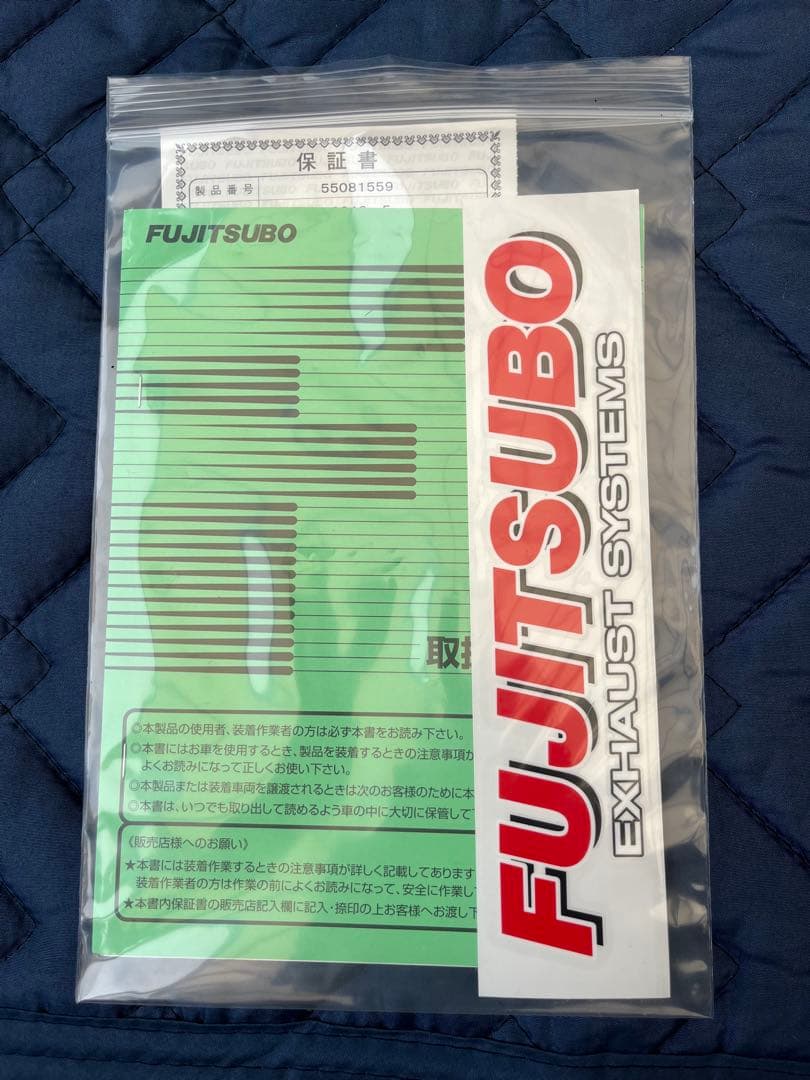 保証書
製品番号 55081559
FUJITSUBO
取扱
◎本製品の使用者、装着作業者の方は必ず本書をお読み下さい。
◎本書にはお車を使用するとき、製品を装着するときの注意事項が
よくお読みになって正しくお使い下さい。
◎本製品または装着車両を譲渡されるときは次のお客様のために本
◎本書は、いつでも取り出して読めるよう車の中に大切に保管して下
《販売店様へのお願い》
★本書には装着作業するときの注意事項が詳しく記載してあります
装着作業者の方は作業の前によくお読みになって、安全に作業し
★本書内保証書の販売店記入欄に記入・捺印の上お客様へお渡し下
FUJITSUBO
EXHAUST SYSTEMS